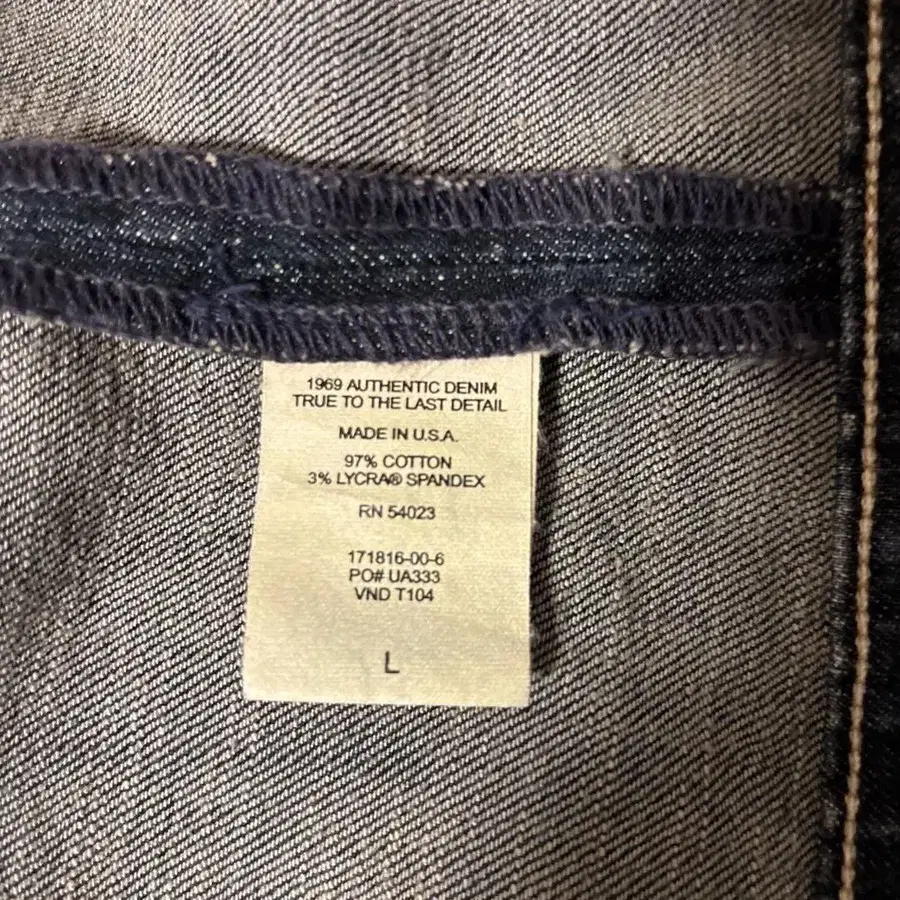 1969 AUTHENTIC DENIM
TRUE TO THE LAST DETAIL
MADE IN U.S.A.
97% COTTON
3% LYCRA® SPANDEX
RN 54023
171816-00-6
PO# UA333
VND T104
L